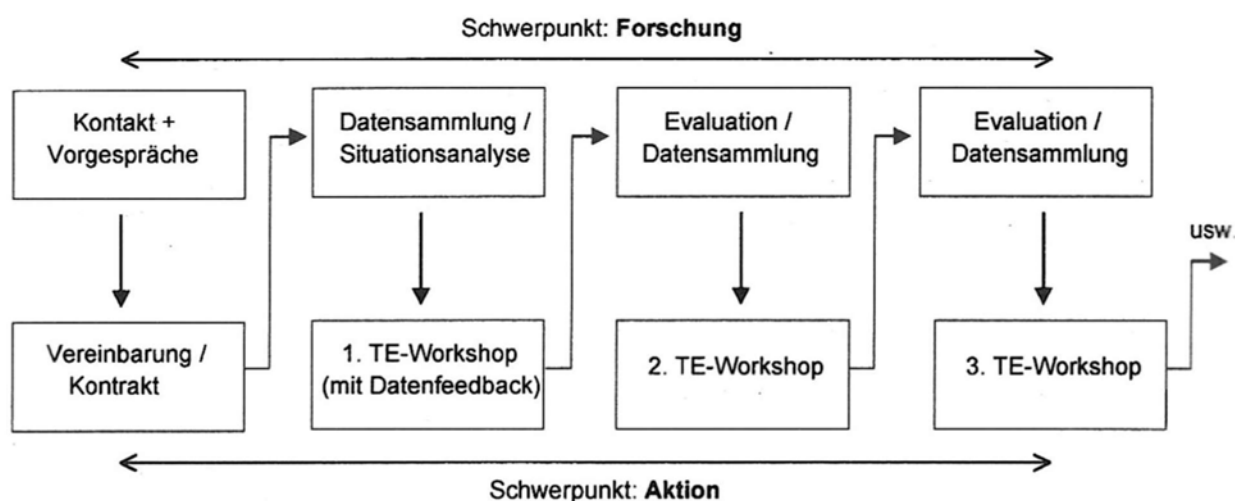 Schwerpunkt: Forschung
Kontakt +
Vorgespräche
Datensammlung /
Situationsanalyse
Evaluation /
Datensammlung
Evaluation /
Datensammlung
usw.
Vereinbarung /
Kontrakt
1. TE-Workshop
(mit Datenfeedback)
2. TE-Workshop
3. TE-Workshop
Schwerpunkt: Aktion